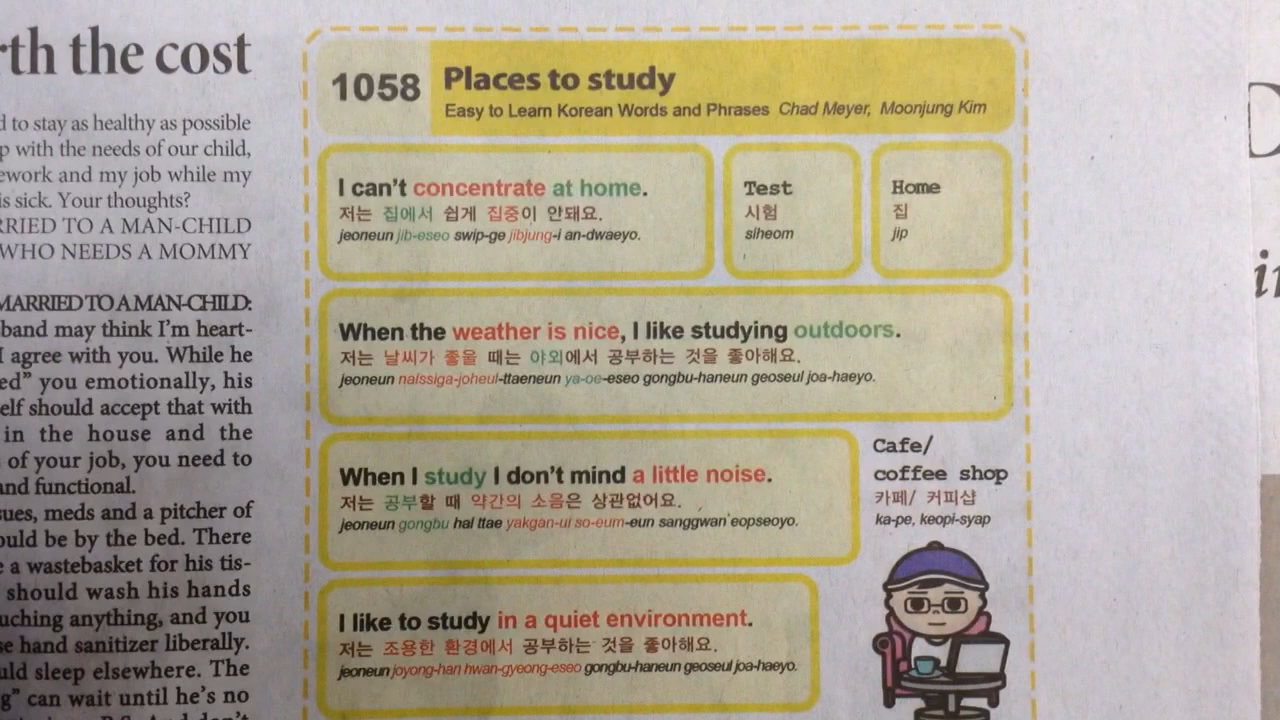 rth the cost
d to stay as healthy as possible
p with the needs of our child,
ework and my job while my
is sick. Your thoughts?
RRIED TO A MAN-CHILD
WHO NEEDS A MOMMY
MARRIED TO A MAN-CHILD:
sband may think I'm heart-
I agree with you. While he
ed” you emotionally, his
elf should accept that with
in the house and the
of your job, you need to
and functional.
sues, meds and a pitcher of
ould be by the bed. There
e a wastebasket for his tis-
should wash his hands
uching anything, and you
se hand sanitizer liberally.
uld sleep elsewhere. The
g” can wait until he's no
1058
Places to study
Easy to Learn Korean Words and Phrases Chad Meyer, Moonjung Kim
I can't concentrate at home.
저는 집에서 쉽게 집중이 안돼요.
jeoneun jib-eseo swip-ge jibjung-i an-dwaeyo.
Test
시험
siheom
Home
집
jip
When the weather is nice, I like studying outdoors.
저는 날씨가 좋을 때는 야외에서 공부하는 것을 좋아해요.
jeoneun nalssiga-joheul-ttaeneun ya-oe-eseo gongbu-haneun geoseul joa-haeyo.
When I study I don't mind a little noise.
저는 공부할 때 약간의 소음은 상관없어요.
jeoneun gongbu hal ttae yakgan-ui so-eum-eun sanggwan eopseoyo.
Cafe/
coffee shop
카페/ 커피샵
ka-pe, keopi-syap
I like to study in a quiet environment.
저는 조용한 환경에서 공부하는 것을 좋아해요.
jeoneun joyong-han hwan-gyeong-eseo gongbu-haneun geoseul joa-haeyo.